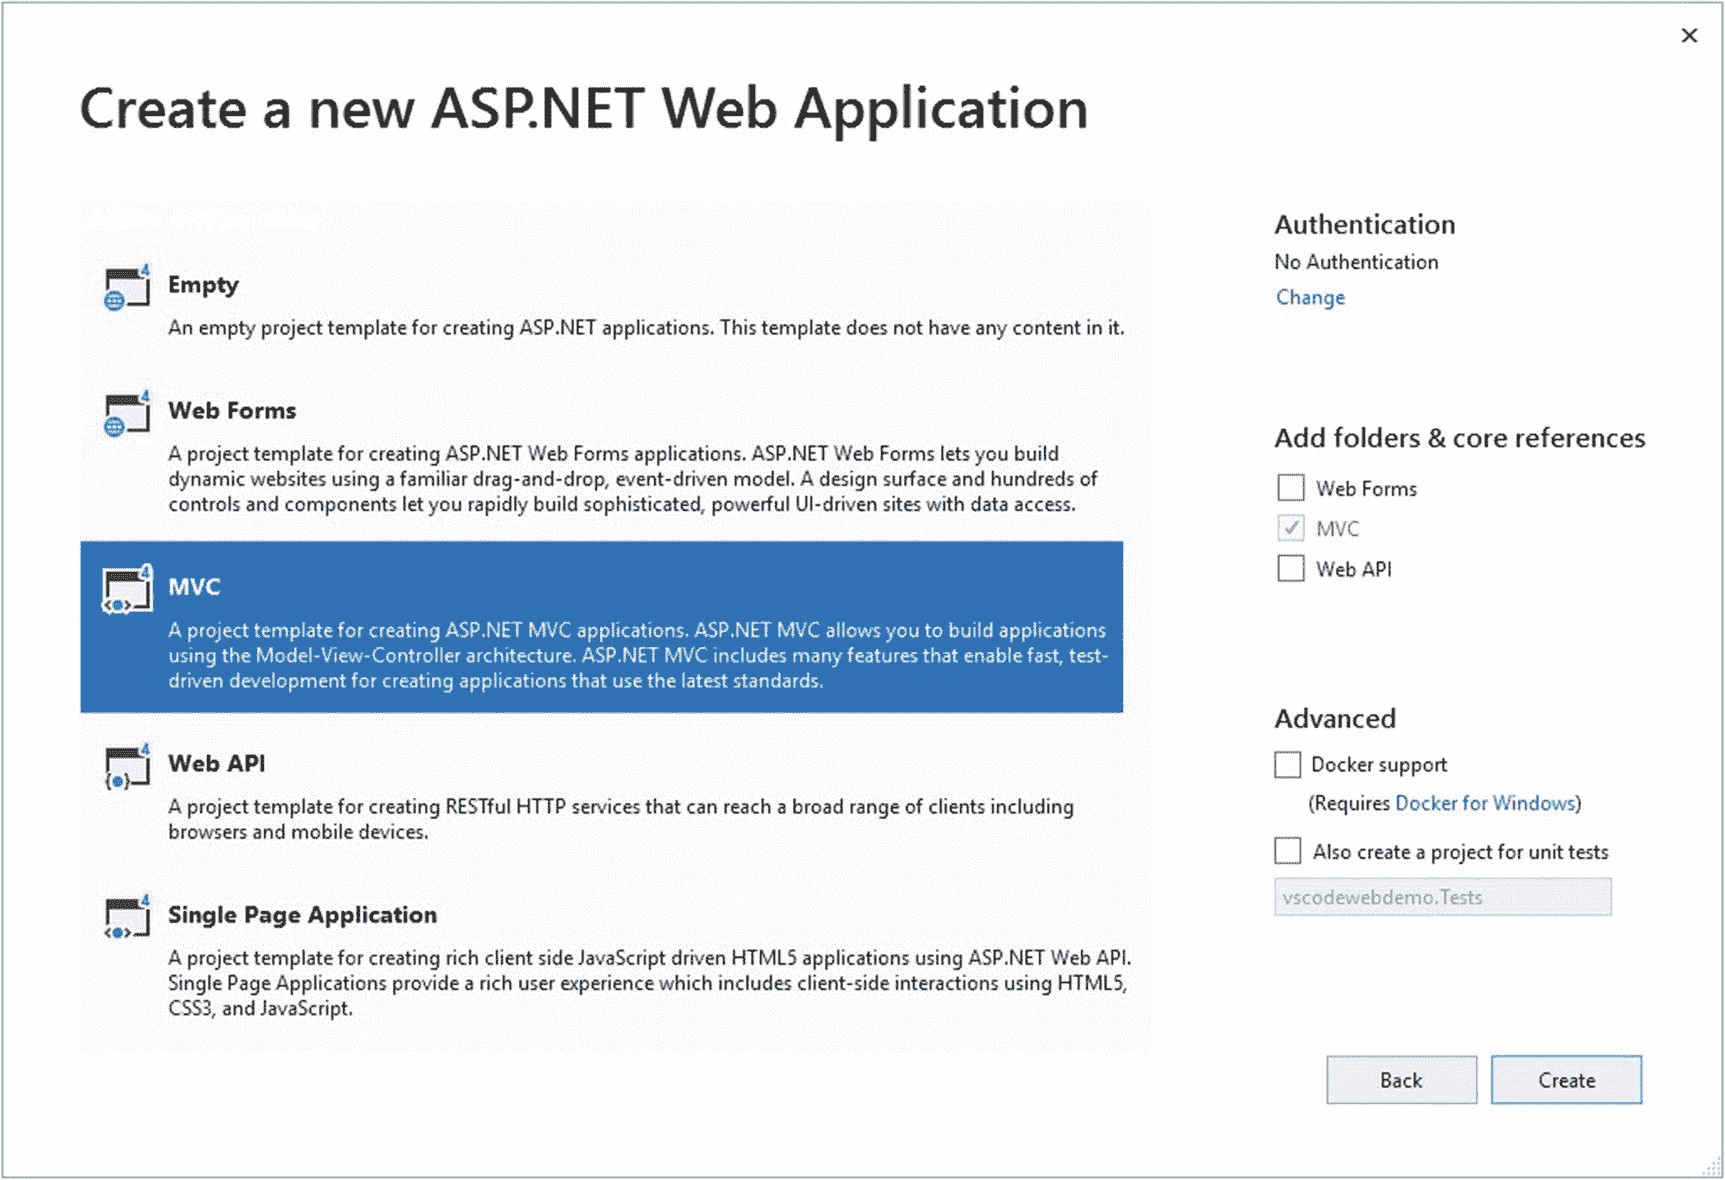 Create a new ASP.NET Web Application
Empty
An empty project template for creating ASP.NET applications. This template does not have any content in it.
Web Forms
A project template for creating ASP.NET Web Forms applications. ASP.NET Web Forms lets you build
dynamic websites using a familiar drag-and-drop, event-driven model. A design surface and hundreds of
controls and components let you rapidly build sophisticated, powerful UI-driven sites with data access.
MVC
A project template for creating ASP.NET MVC applications. ASP.NET MVC allows you to build applications
using the Model-View-Controller architecture. ASP.NET MVC includes many features that enable fast, test-
driven development for creating applications that use the latest standards.
Web API
A project template for creating RESTful HTTP services that can reach a broad range of clients including
browsers and mobile devices.
Single Page Application
A project template for creating rich client side JavaScript driven HTML5 applications using ASP.NET Web API.
Single Page Applications provide a rich user experience which includes client-side interactions using HTML5,
CSS3, and JavaScript.
Authentication
No Authentication
Change
Add folders & core references
Web Forms
MVC
Web API
Advanced
Docker support
(Requires Docker for Windows)
Also create a project for unit tests
vscodewebdemo.Tests
Back
Create